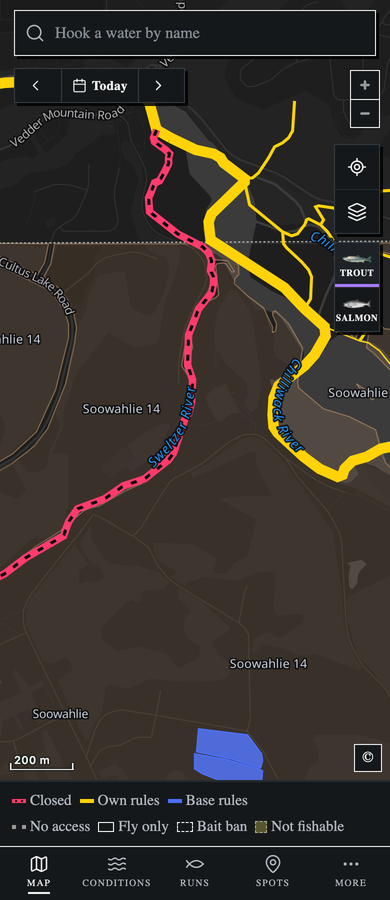 Hook a water by name
Today
Vedder Mountain Road
TROUT
SALMON
Cultus Lake Road
Soowahlie 14
Soowahlie
Chilliwack River
Sweltzer River
Soowahlie 14
Soowahlie
200 m
©
Closed Own rules Base rules
No access Fly only Bait ban Not fishable
MAP CONDITIONS RUNS SPOTS MORE